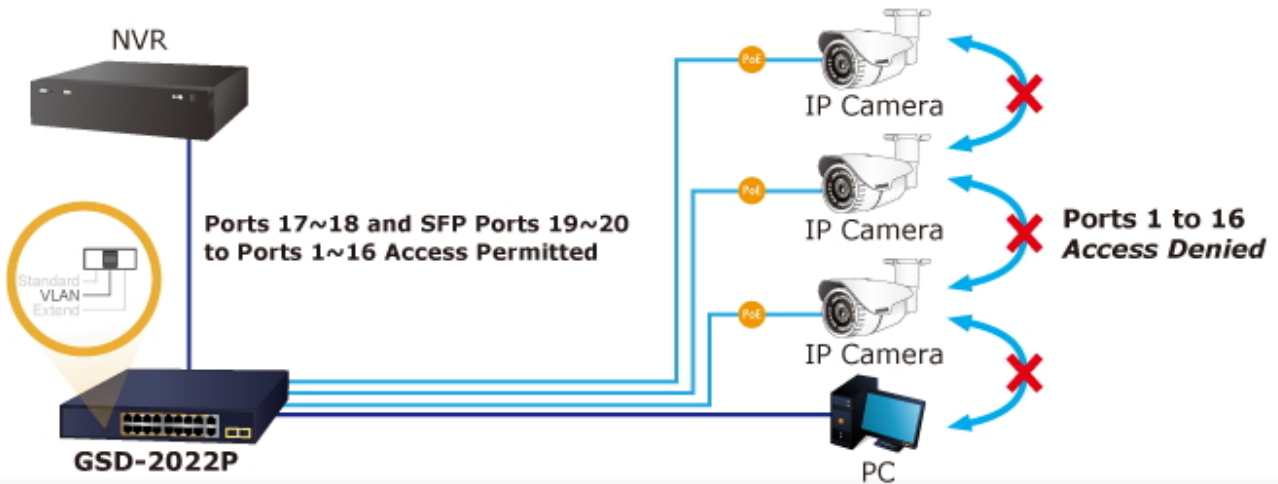 NVR
PoE
IP Camera
Ports 17~18 and SFP Ports 19~20
to Ports 1~16 Access Permitted
PoE
IP Camera
Ports 1 to 16
Access Denied
Standard
VLAN
Extend
PoE
IP Camera
GSD-2022P
PC